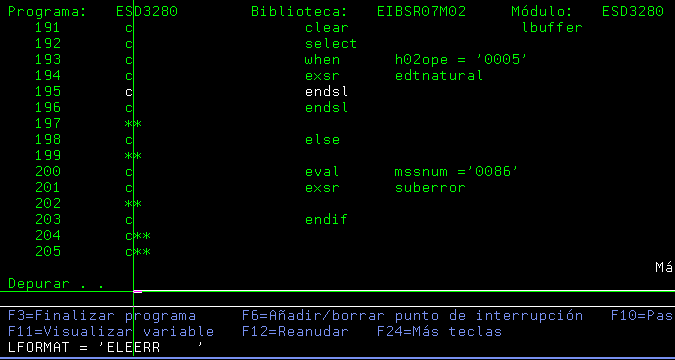 Programa: ESD3280 Biblioteca: EIBSR07M02 Módulo: ESD3280
191 c clear lbuffer
192 c select
193 c when h02ope = '0005'
194 c exsr edtnatural
195 c endsl
196 c endsl
197 **
198 c else
199 **
200 c eval mssnum ='0086'
201 c exsr suberror
202 **
203 c endif
204 c**
205 c**
Má
Depurar . . _
F3=Finalizar programa F6=Añadir/borrar punto de interrupción F10=Pas
F11=Visualizar variable F12=Reanudar F24=Más teclas
LFORMAT = 'ELEERR '